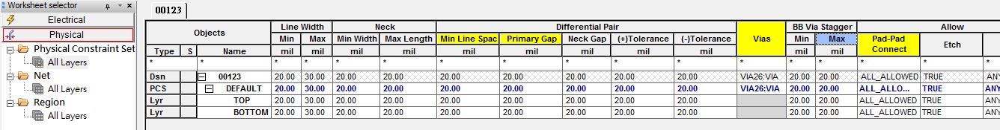 Worksheet selector
Electrical
Physical
Physical Constraint Set
All Layers
Net
All Layers
Region
All Layers
00123
Objects Line Width Neck Differential Pair Vias BB Via Stagger Allow
Min Max Min Width Max Length Min Line Spac Primary Gap Neck Gap (+)Tolerance (-)Tolerance Min Max Pad-Pad Connect Etch
Type S Name mil mil mil mil mil mil mil mil mil mil mil
* * * * * * * * * * * * * * * * * *
Dsn 00123 20.00 30.00 20.00 20.00 20.00 20.00 20.00 20.00 20.00 VIA26:VIA 20.00 20.00 ALL_ALLOWED TRUE ANY
PCS DEFAULT 20.00 30.00 20.00 20.00 20.00 20.00 20.00 20.00 20.00 VIA26:VIA 20.00 20.00 ALL_ALLO... TRUE ANY
Lyr TOP 20.00 30.00 20.00 20.00 20.00 20.00 20.00 20.00 20.00 20.00 20.00 ALL_ALLOWED TRUE ANY
Lyr BOTTOM 20.00 30.00 20.00 20.00 20.00 20.00 20.00 20.00 20.00 20.00 20.00 ALL_ALLOWED TRUE ANY